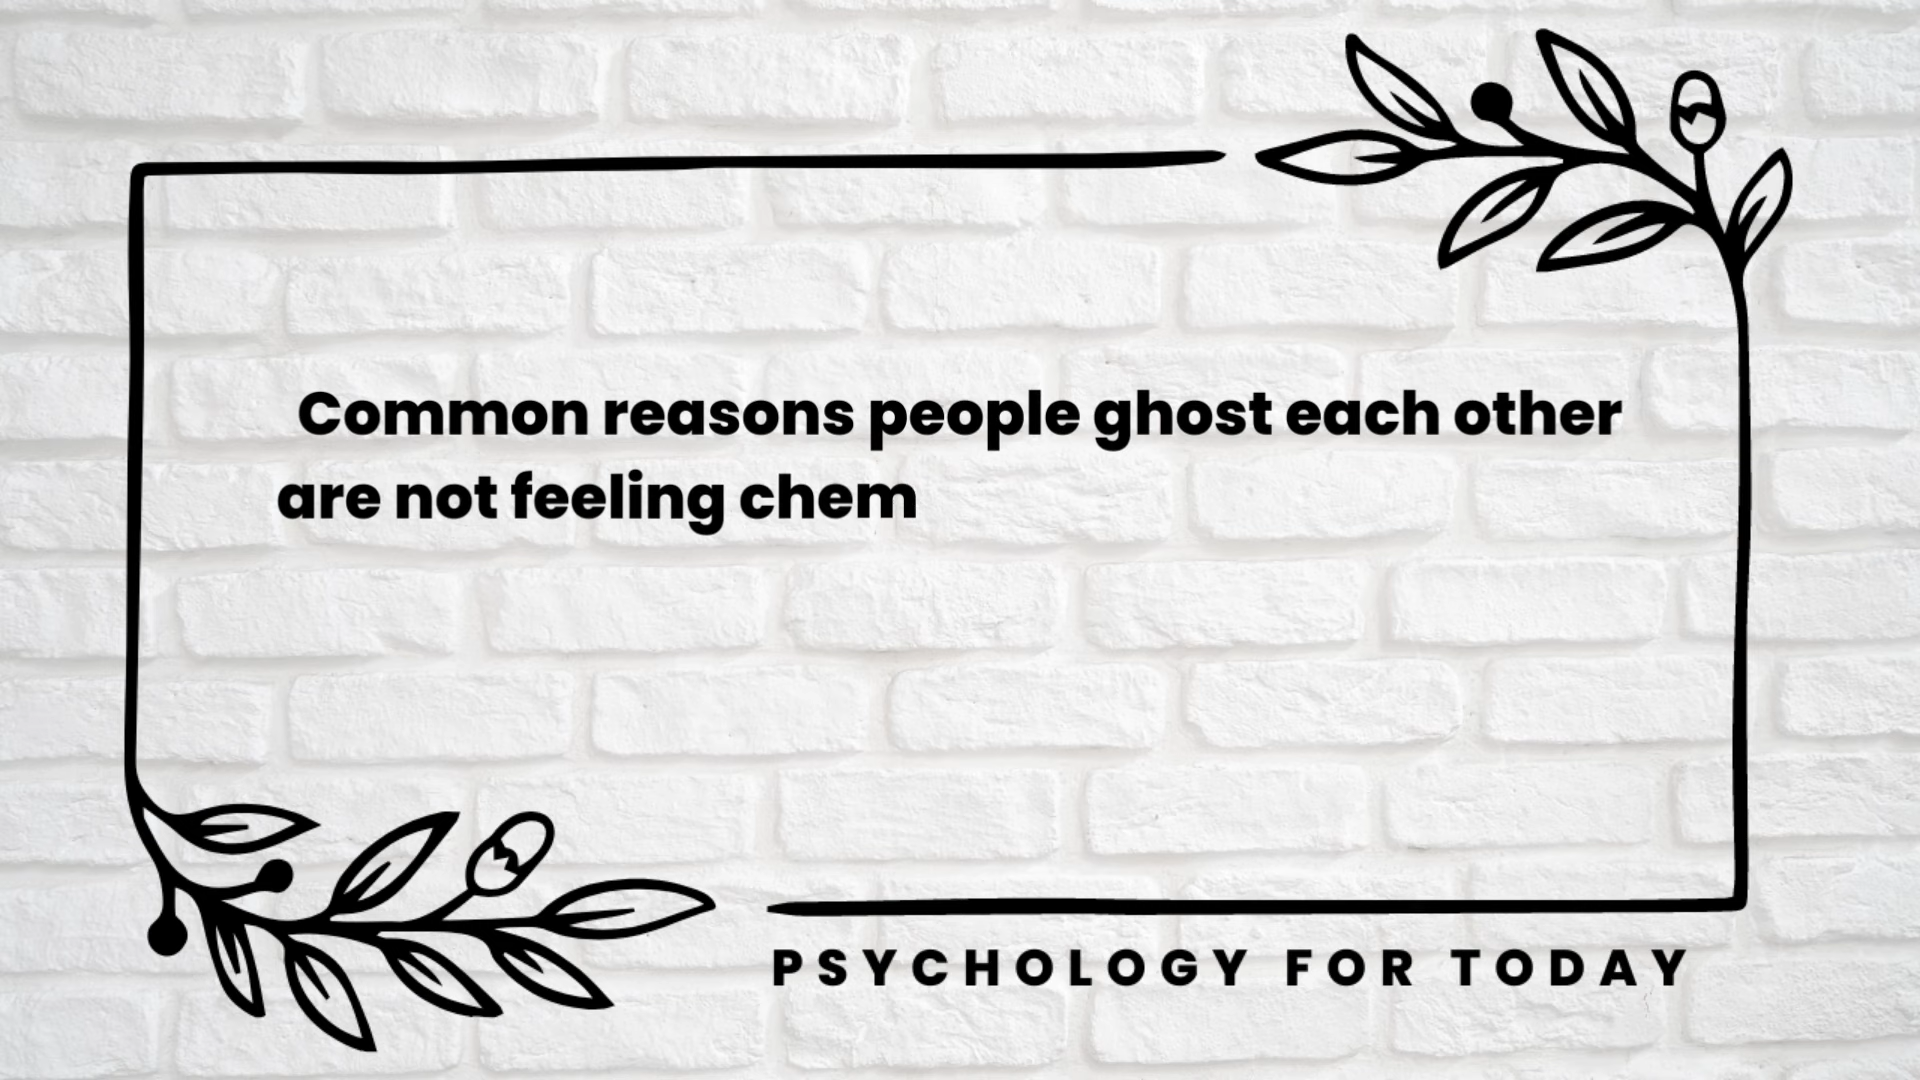 Common reasons people ghost each other
are not feeling chem
PSYCHOLOGY FOR TODAY